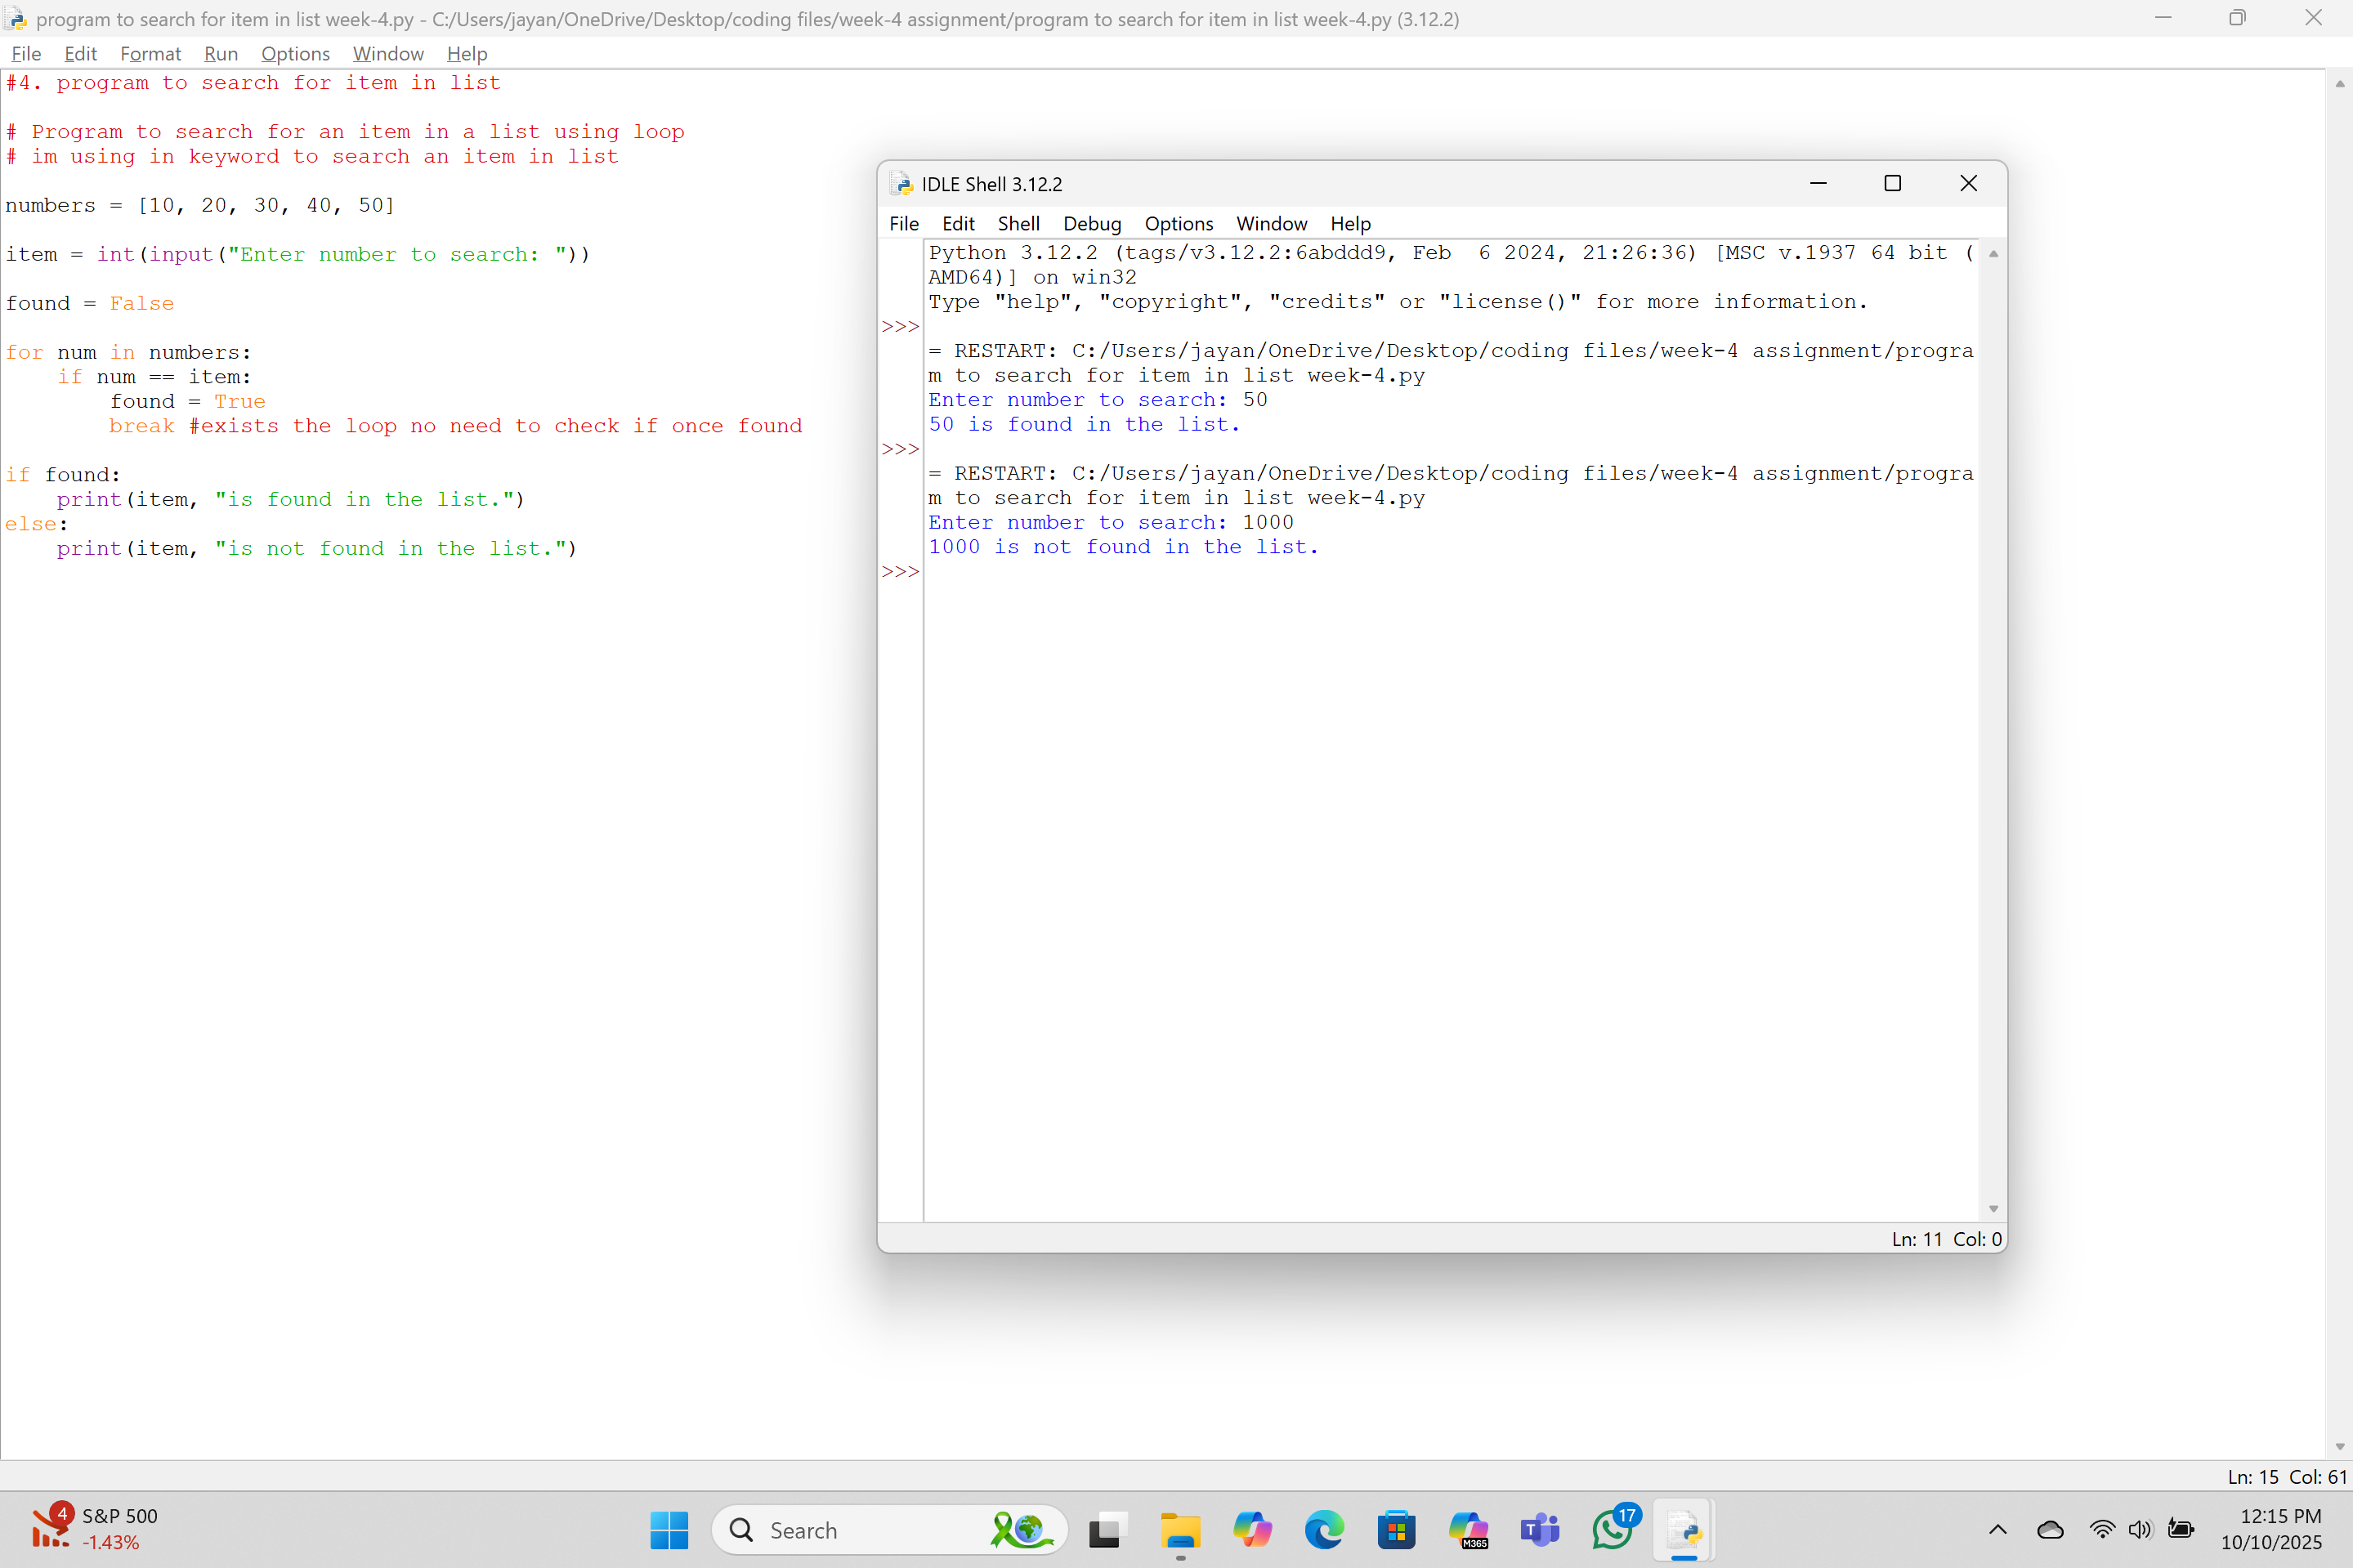 program to search for item in list week-4.py - C:/Users/jayan/OneDrive/Desktop/coding files/week-4 assignment/program to search for item in list week-4.py (3.12.2)
File Edit Format Run Options Window Help
#4. program to search for item in list
# Program to search for an item in a list using loop
# im using in keyword to search an item in list
numbers = [10, 20, 30, 40, 50]
item = int(input("Enter number to search: "))
found = False
for num in numbers:
    if num == item:
        found = True
        break #exists the loop no need to check if once found
if found:
    print(item, "is found in the list.")
else:
    print(item, "is not found in the list.")
IDLE Shell 3.12.2
File Edit Shell Debug Options Window Help
Python 3.12.2 (tags/v3.12.2:6abddd9, Feb  6 2024, 21:26:36) [MSC v.1937 64 bit (
AMD64)] on win32
Type "help", "copyright", "credits" or "license()" for more information.
>>>
= RESTART: C:/Users/jayan/OneDrive/Desktop/coding files/week-4 assignment/progra
m to search for item in list week-4.py
Enter number to search: 50
50 is found in the list.
>>>
= RESTART: C:/Users/jayan/OneDrive/Desktop/coding files/week-4 assignment/progra
m to search for item in list week-4.py
Enter number to search: 1000
1000 is not found in the list.
>>>
Ln: 11 Col: 0
Ln: 15 Col: 61
4
S&P 500
-1.43%
Search
M365
T
17
12:15 PM
10/10/2025